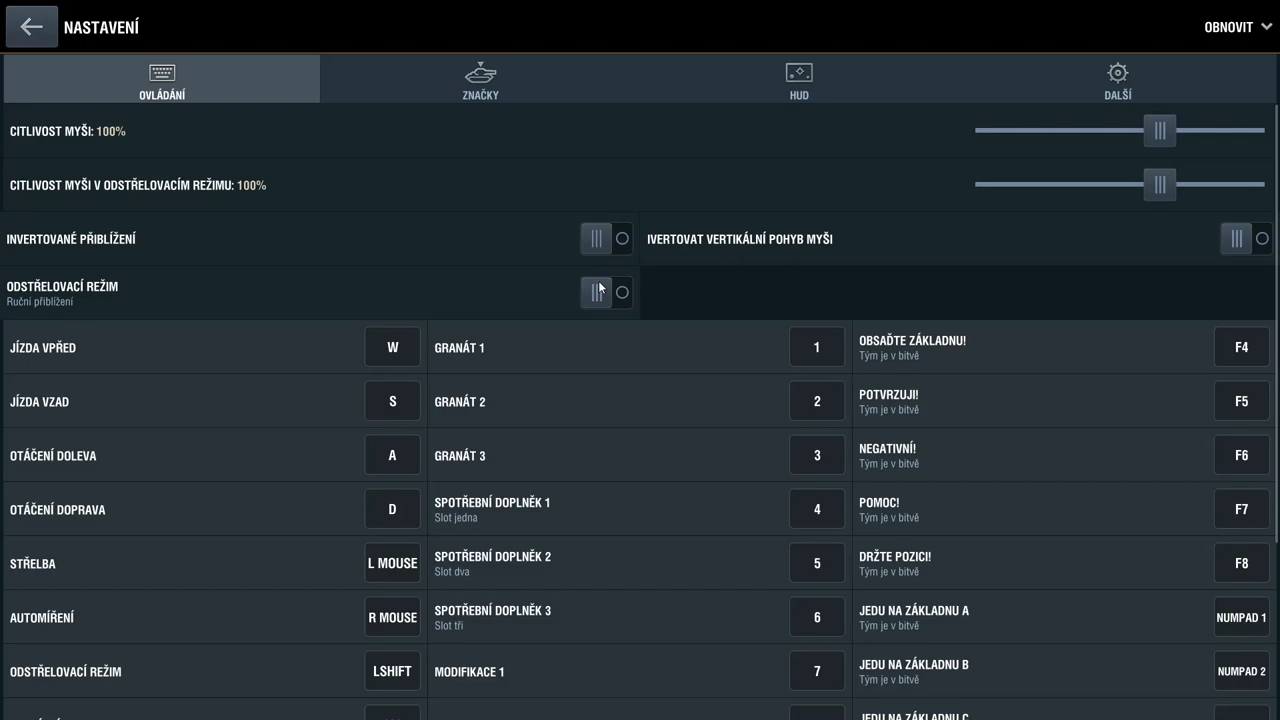 NASTAVENÍ
OBNOVIT
OVLÁDÁNÍ
ZNAČKY
HUD
DALŠÍ
CITLIVOST MYŠI: 100%
CITLIVOST MYŠI V ODSTŘELOVACÍM REŽIMU: 100%
INVERTOVANÉ PŘIBLÍŽENÍ
IVERTOVAT VERTIKÁLNÍ POHYB MYŠI
ODSTŘELOVACÍ REŽIM
Ruční přiblížení
JÍZDA VPŘED
W
GRANÁT 1
1
OBSAĎTE ZÁKLADNU!
Tým je v bitvě
F4
JÍZDA VZAD
S
GRANÁT 2
2
POTVRZUJI!
Tým je v bitvě
F5
OTÁČENÍ DOLEVA
A
GRANÁT 3
3
NEGATIVNÍ!
Tým je v bitvě
F6
OTÁČENÍ DOPRAVA
D
SPOTŘEBNÍ DOPLNĚK 1
Slot jedna
4
POMOC!
Tým je v bitvě
F7
STŘELBA
L MOUSE
SPOTŘEBNÍ DOPLNĚK 2
Slot dva
5
DRŽTE POZICI!
Tým je v bitvě
F8
AUTOMÍŘENÍ
R MOUSE
SPOTŘEBNÍ DOPLNĚK 3
Slot tři
6
JEDU NA ZÁKLADNU A
Tým je v bitvě
NUMPAD 1
ODSTŘELOVACÍ REŽIM
LSHIFT
MODIFIKACE 1
7
JEDU NA ZÁKLADNU B
Tým je v bitvě
NUMPAD 2
JEDU NA ZÁKLADNU C